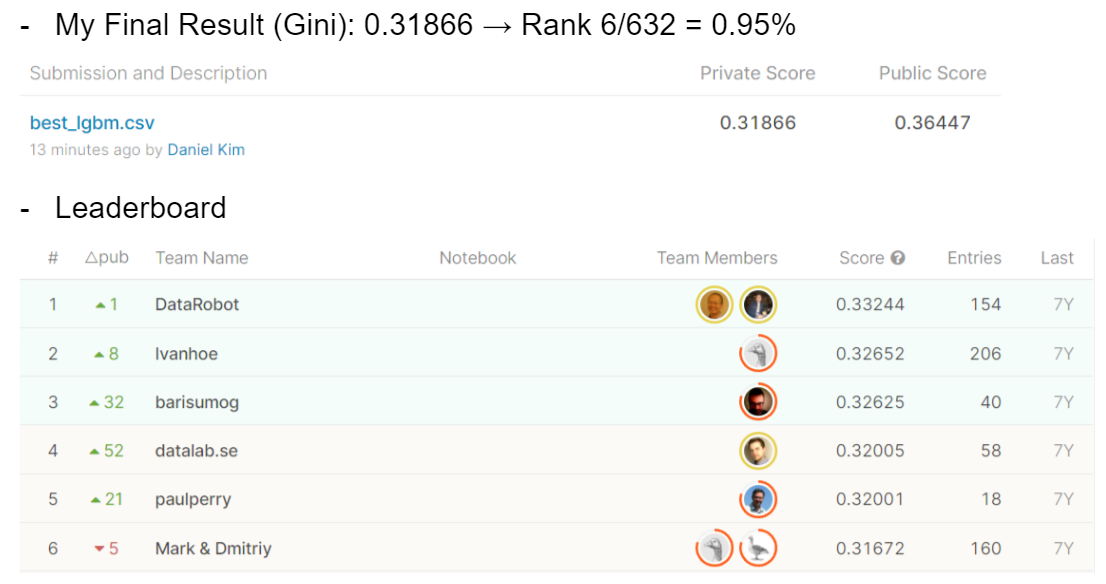 - My Final Result (Gini): 0.31866 → Rank 6/632 = 0.95%
Submission and Description Private Score Public Score
best_lgbm.csv 0.31866 0.36447
13 minutes ago by Daniel Kim
- Leaderboard
# △pub Team Name Notebook Team Members Score ? Entries Last
1 ▲ 1 DataRobot 0.33244 154 7Y
2 ▲ 8 Ivanhoe 0.32652 206 7Y
3 ▲ 32 barisumog 0.32625 40 7Y
4 ▲ 52 datalab.se 0.32005 58 7Y
5 ▲ 21 paulperry 0.32001 18 7Y
6 ▼ 5 Mark & Dmitriy 0.31672 160 7Y